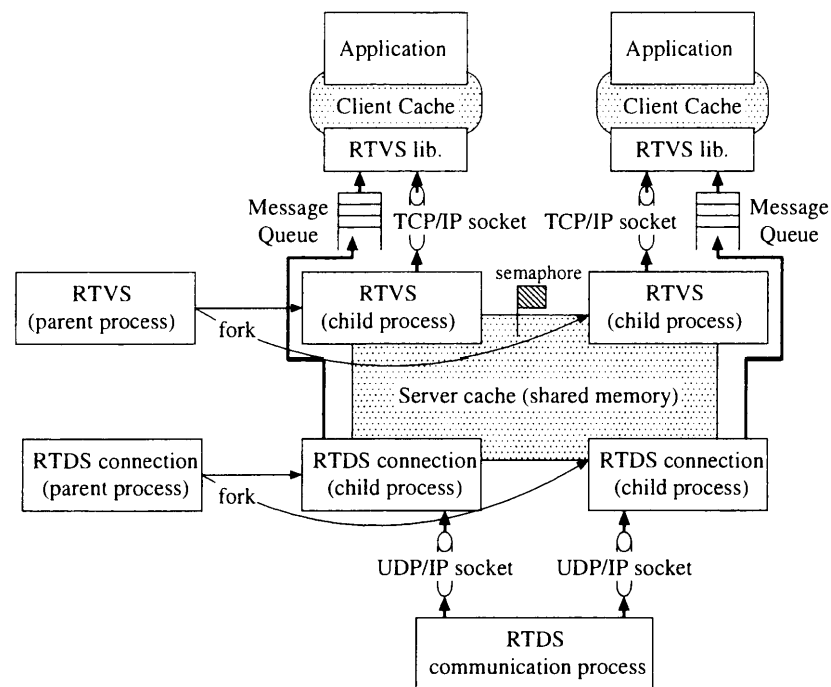 Application
Application
Client Cache
Client Cache
RTVS lib.
RTVS lib.
Message
Queue
TCP/IP socket
TCP/IP socket
Message
Queue
semaphore
RTVS
(parent process)
RTVS
(child process)
RTVS
(child process)
fork
Server cache (shared memory)
RTDS connection
(parent process)
RTDS connection
(child process)
RTDS connection
(child process)
fork
UDP/IP socket
UDP/IP socket
RTDS
communication process